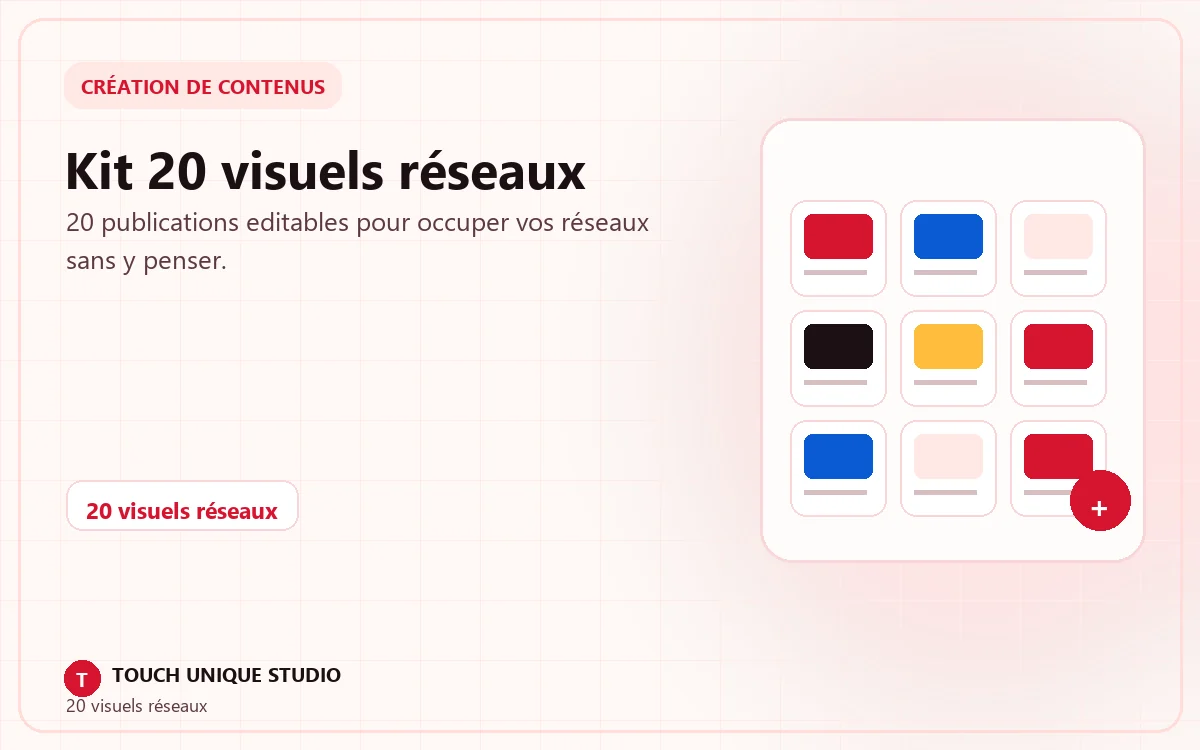 CRÉATION DE CONTENUS
Kit 20 visuels réseaux
20 publications editables pour occuper vos réseaux
sans y penser.
20 visuels réseaux
+
T TOUCH UNIQUE STUDIO
20 visuels réseaux